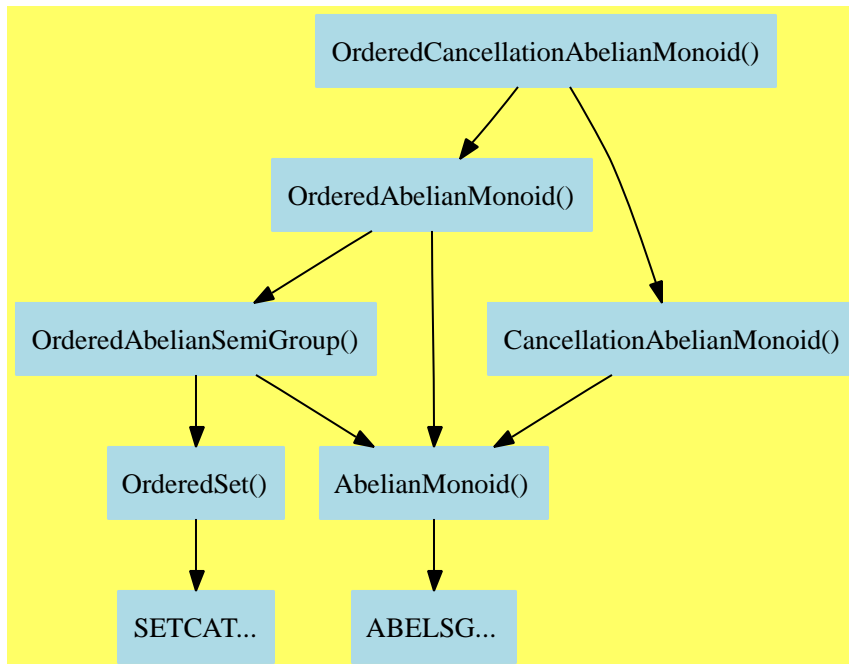 OrderedCancellationAbelianMonoid()
OrderedAbelianMonoid()
OrderedAbelianSemiGroup()
CancellationAbelianMonoid()
OrderedSet()
AbelianMonoid()
SETCAT...
ABELSG...